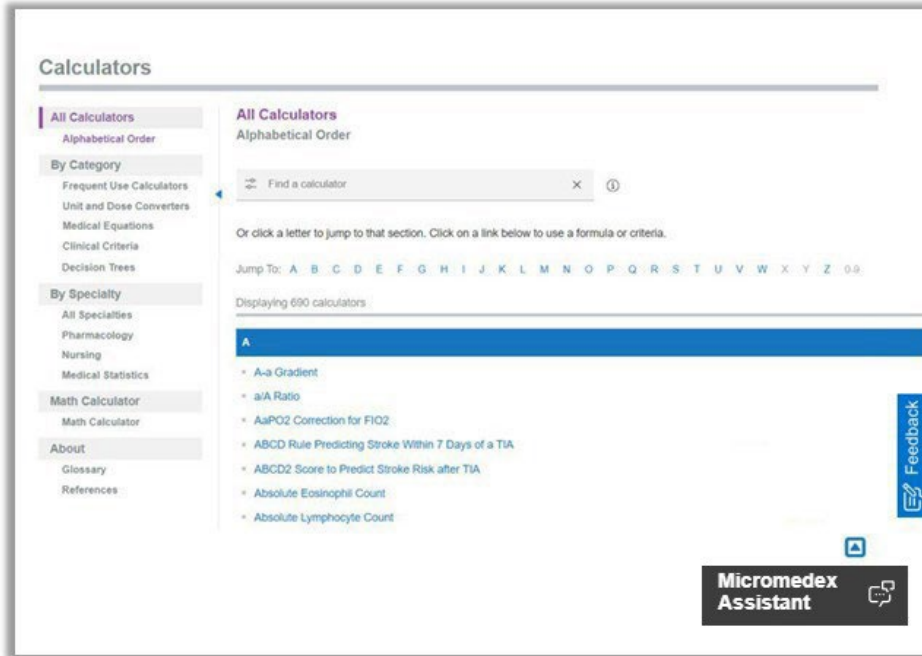 Calculators
All Calculators
Alphabetical Order
By Category
Frequent Use Calculators
Unit and Dose Converters
Medical Equations
Clinical Criteria
Decision Trees
By Specialty
All Specialties
Pharmacology
Nursing
Medical Statistics
Math Calculator
Math Calculator
About
Glossary
References
All Calculators
Alphabetical Order
Find a calculator
Or click a letter to jump to that section. Click on a link below to use a formula or criteria.
Jump To: A B C D E F G H I J K L M N O P Q R S T U V W X Y Z 0-9
Displaying 690 calculators
A
A-a Gradient
a/A Ratio
AaPO2 Correction for FIO2
ABCD Rule Predicting Stroke Within 7 Days of a TIA
ABCD2 Score to Predict Stroke Risk after TIA
Absolute Eosinophil Count
Absolute Lymphocyte Count
Feedback
Micromedex
Assistant